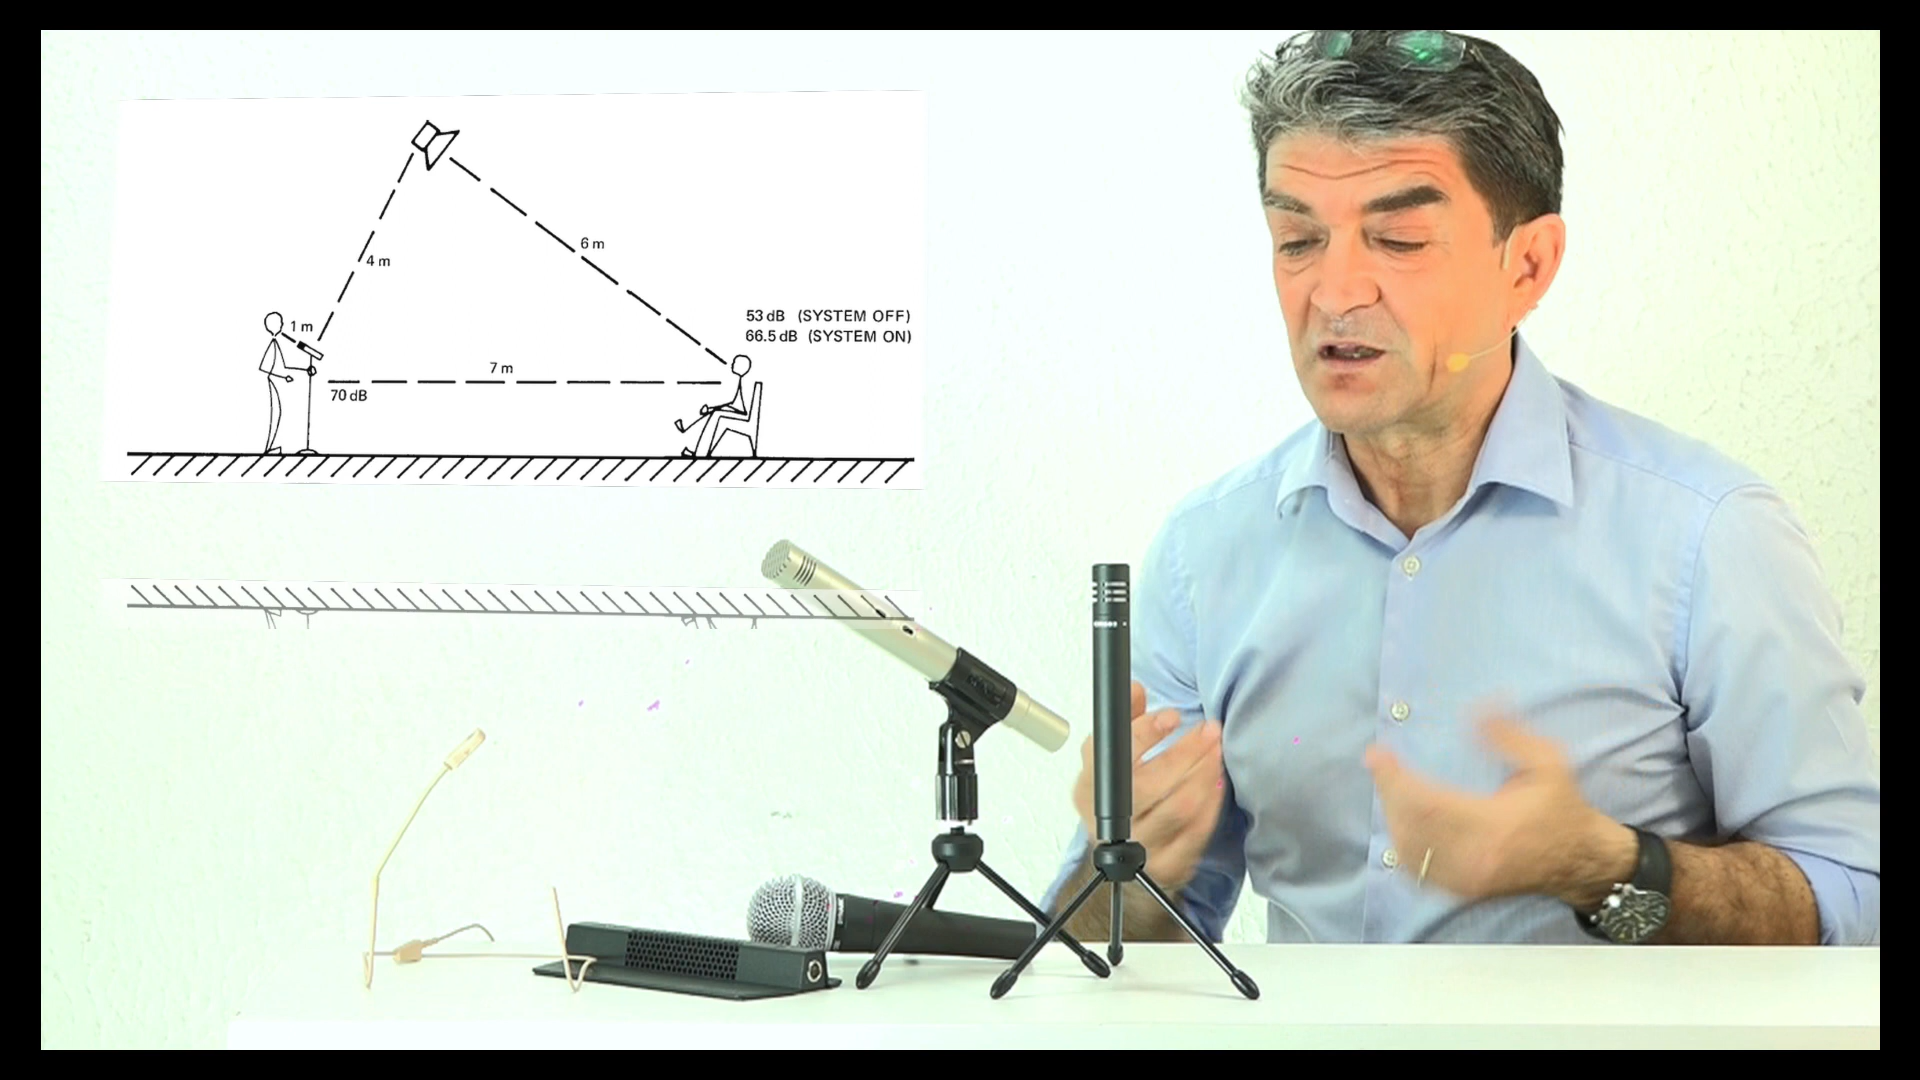 4 m
6 m
1 m
53 dB (SYSTEM OFF)
66.5 dB (SYSTEM ON)
7 m
70 dB